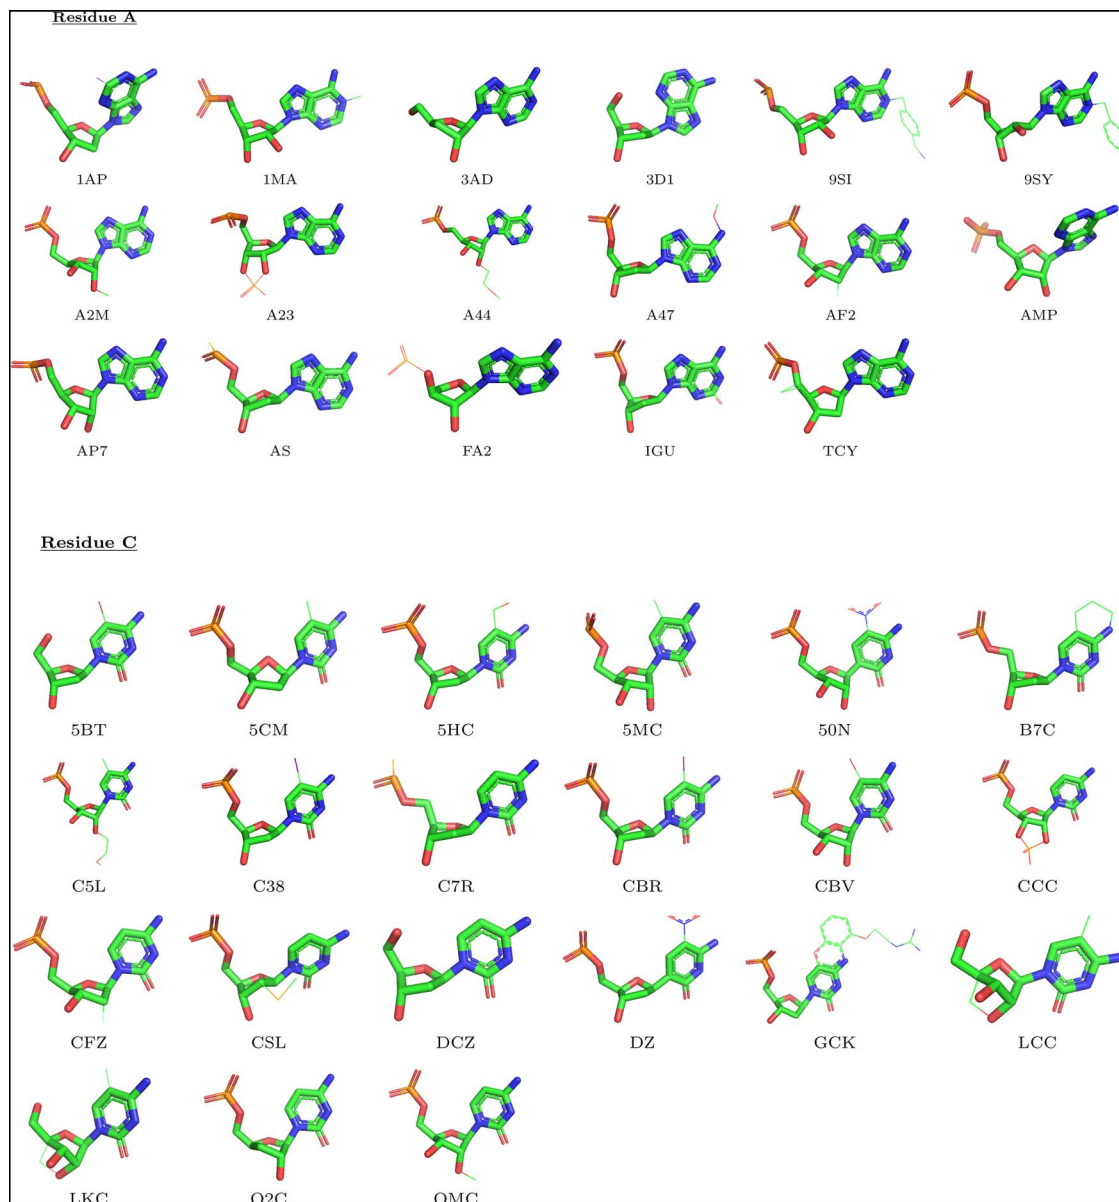 Residue A
1AP 1MA 3AD 3D1 9SI 9SY
A2M A23 A44 A47 AF2 AMP
AP7 AS FA2 IGU TCY
Residue C
5BT 5CM 5HC 5MC 50N B7C
C5L C38 C7R CBR CBV CCC
CFZ CSL DCZ DZ GCK LCC
LKC O2C OMC